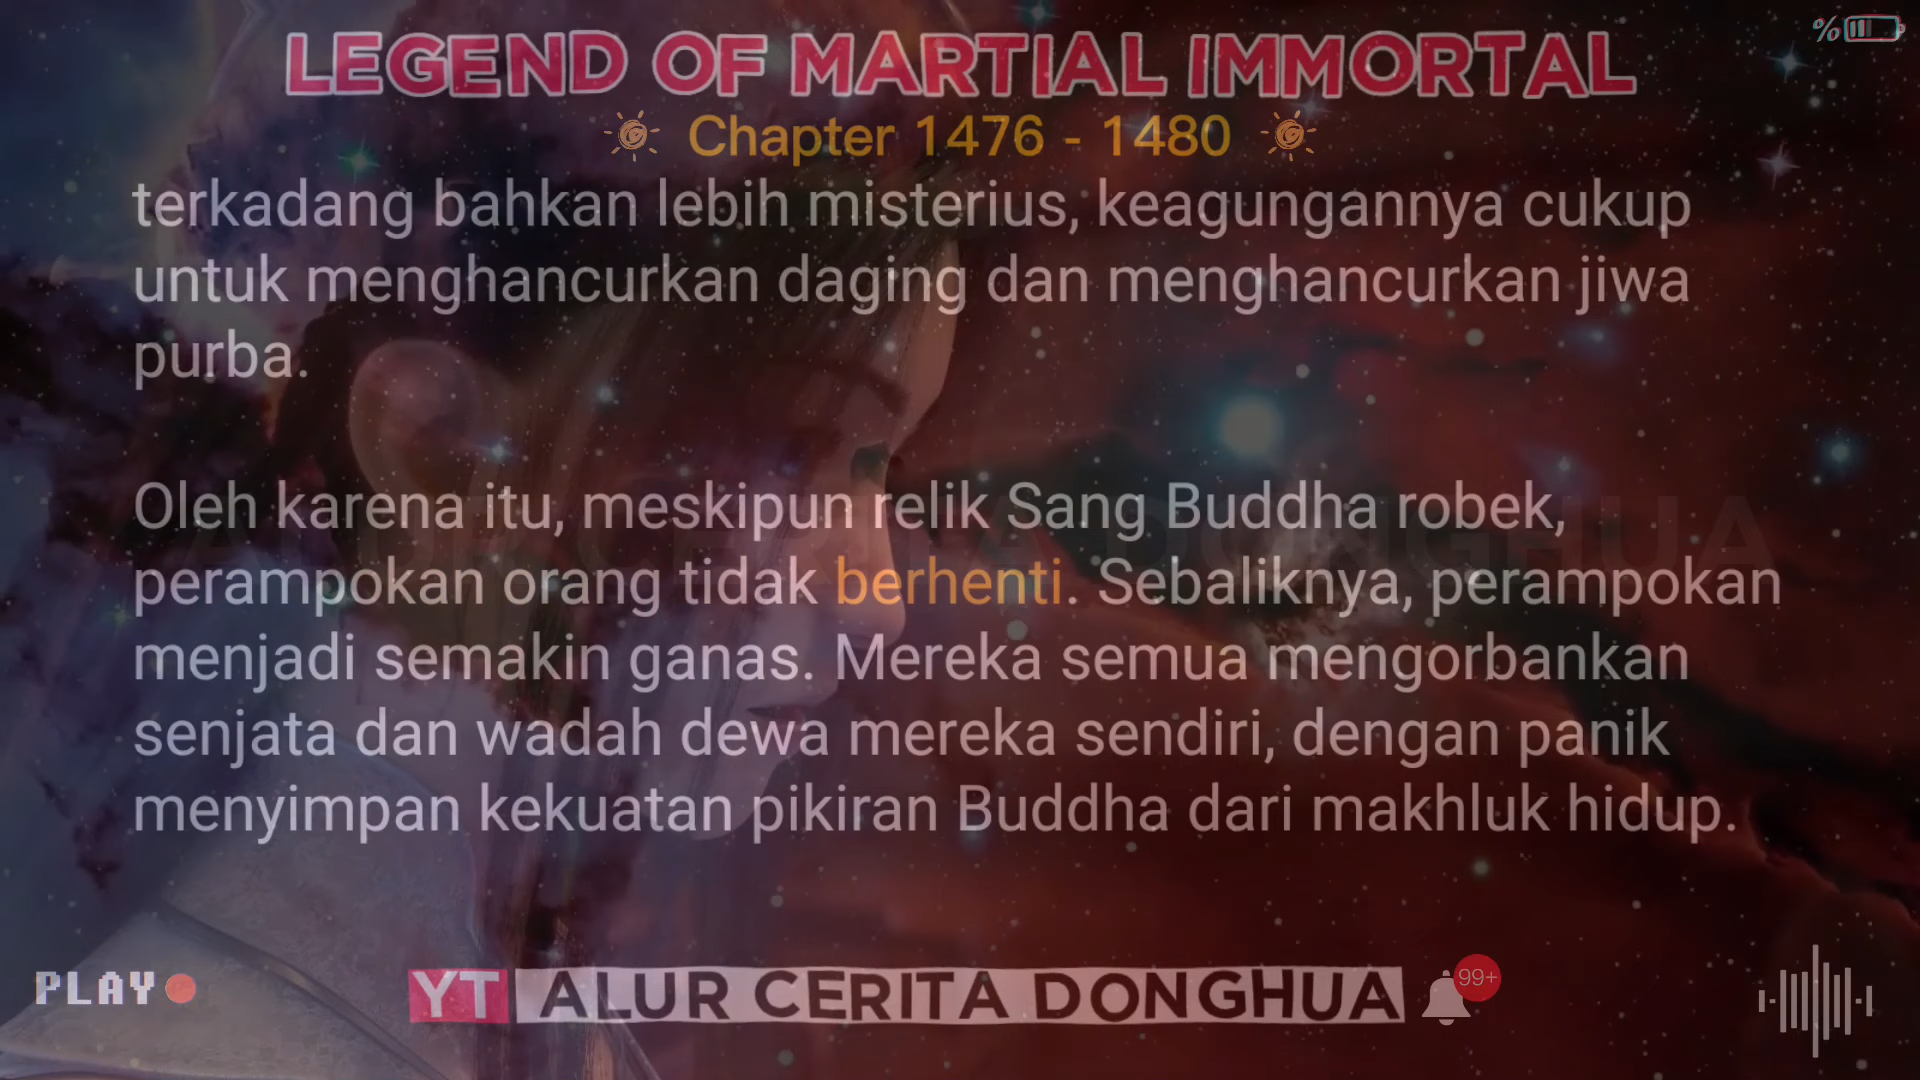 LEGEND OF MARTIAL IMMORTAL
%
Chapter 1476 - 1480
terkadang bahkan lebih misterius, keagungannya cukup
untuk menghancurkan daging dan menghancurkan jiwa
purba.
Oleh karena itu, meskipun relik Sang Buddha robek,
perampokan orang tidak berhenti. Sebaliknya, perampokan
menjadi semakin ganas. Mereka semua mengorbankan
senjata dan wadah dewa mereka sendiri, dengan panik
menyimpan kekuatan pikiran Buddha dari makhluk hidup.
ALUR CERITA DONGHUA
PLAY
YT ALUR CERITA DONGHUA
99+